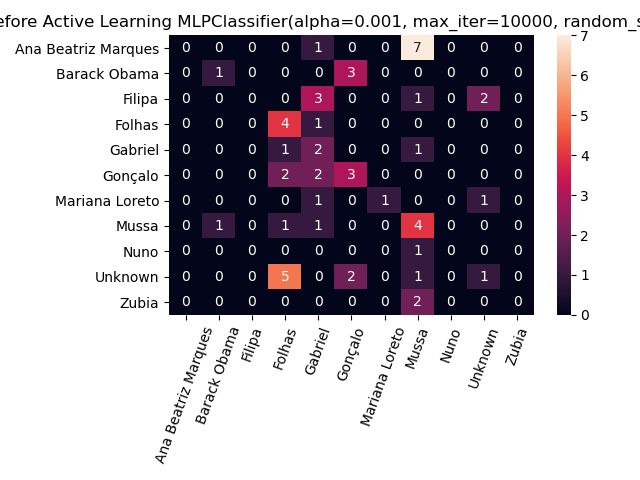 efore Active Learning MLPClassifier(alpha=0.001, max_iter=10000, random_s
Ana Beatriz Marques 0 0 0 0 1 0 0 7 0 0 0
Barack Obama 0 1 0 0 0 3 0 0 0 0 0
Filipa 0 0 0 0 3 0 0 1 0 2 0
Folhas 0 0 0 4 1 0 0 0 0 0 0
Gabriel 0 0 0 1 2 0 0 1 0 0 0
Gonçalo 0 0 0 2 2 3 0 0 0 0 0
Mariana Loreto 0 0 0 0 1 0 1 0 0 1 0
Mussa 0 1 0 1 1 0 0 4 0 0 0
Nuno 0 0 0 0 0 0 0 1 0 0 0
Unknown 0 0 0 5 0 2 0 1 0 1 0
Zubia 0 0 0 0 0 0 0 2 0 0 0
Ana Beatriz Marques
Barack Obama
Filipa
Folhas
Gabriel
Gonçalo
Mariana Loreto
Mussa
Nuno
Unknown
Zubia
7
6
5
4
3
2
1
0